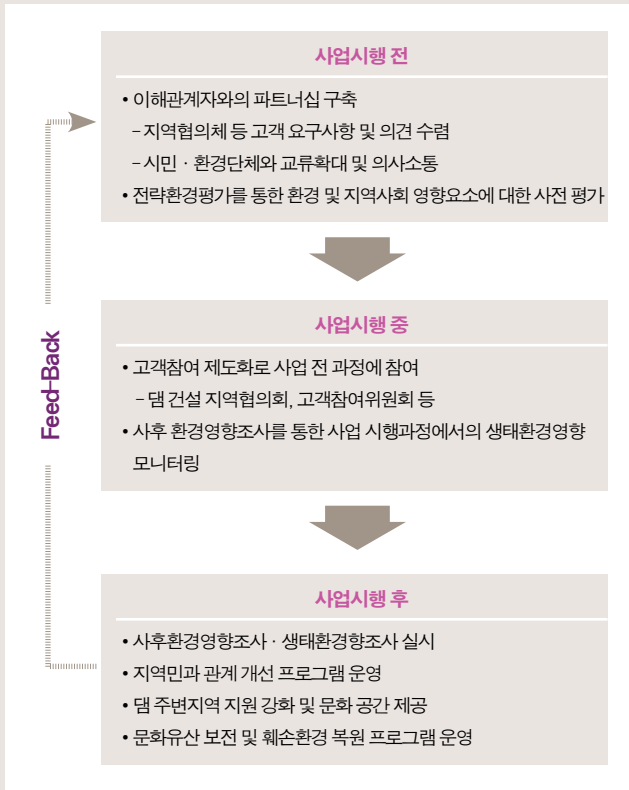 사업시행 전
• 이해관계자와의 파트너십 구축
– 지역협의체 등 고객 요구사항 및 의견 수렴
– 시민 · 환경단체와 교류확대 및 의사소통
• 전략환경평가를 통한 환경 및 지역사회 영향요소에 대한 사전 평가
Feed-Back
사업시행 중
• 고객참여 제도화로 사업 전 과정에 참여
– 댐 건설 지역협의회, 고객참여위원회 등
• 사후 환경영향조사를 통한 사업 시행과정에서의 생태환경영향
모니터링
사업시행 후
• 사후환경영향조사 · 생태환경향조사 실시
• 지역민과 관계 개선 프로그램 운영
• 댐 주변지역 지원 강화 및 문화 공간 제공
• 문화유산 보전 및 훼손환경 복원 프로그램 운영